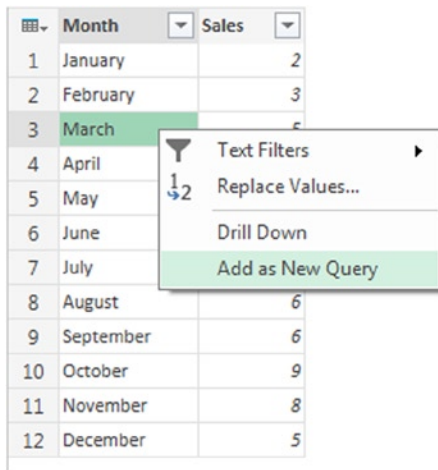 Month Sales
1 January 2
2 February 3
3 March
4 April
5 May
6 June
7 July
8 August 6
9 September 6
10 October 9
11 November 8
12 December 5
Text Filters
1 2 Replace Values...
Drill Down
Add as New Query